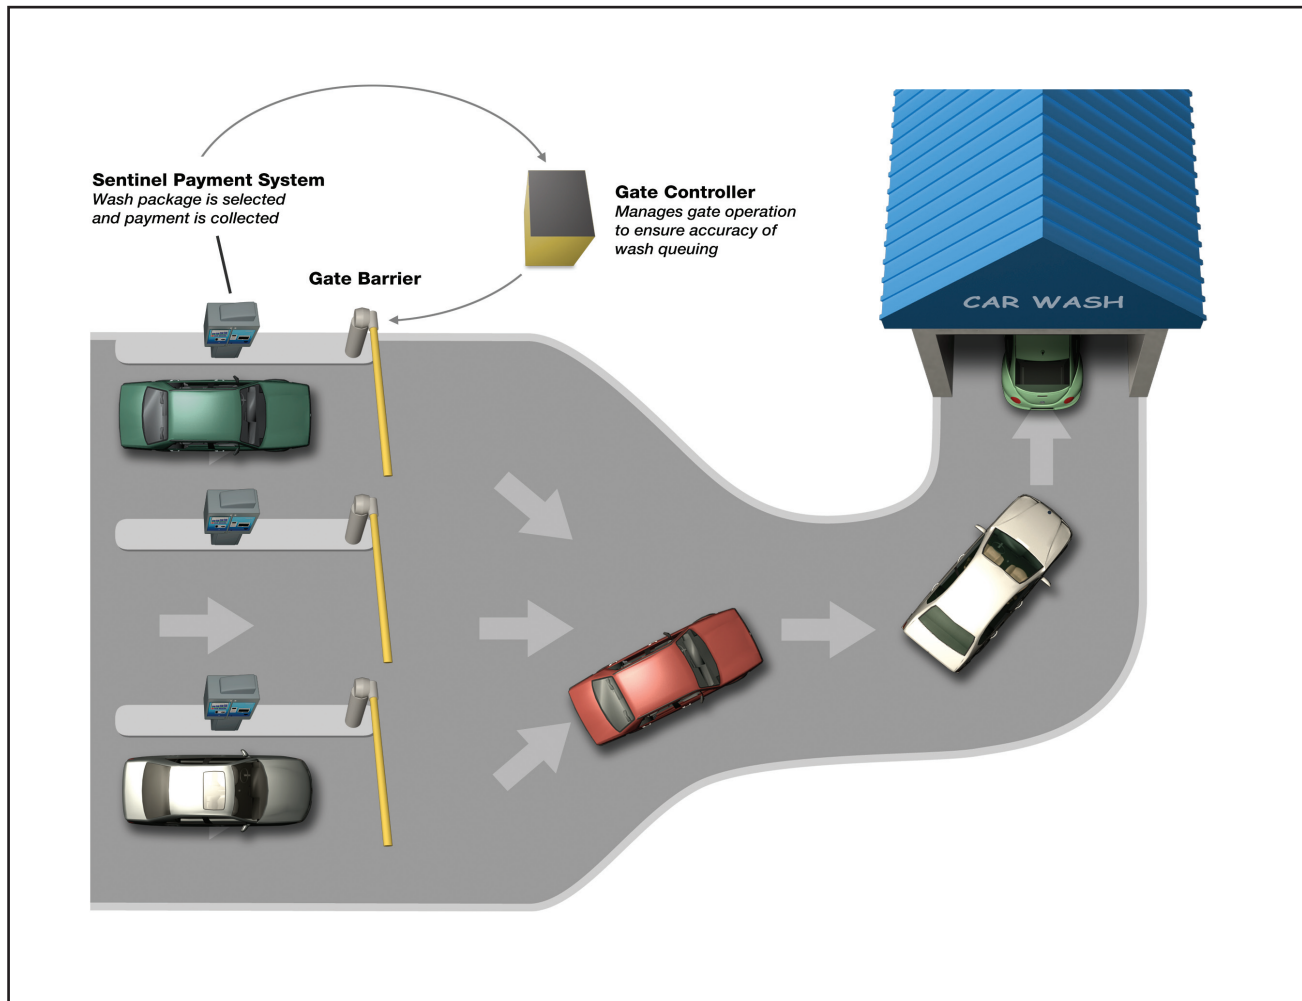 Sentinel Payment System
Wash package is selected
and payment is collected
Gate Controller
Manages gate operation
to ensure accuracy of
wash queuing
Gate Barrier
CAR WASH